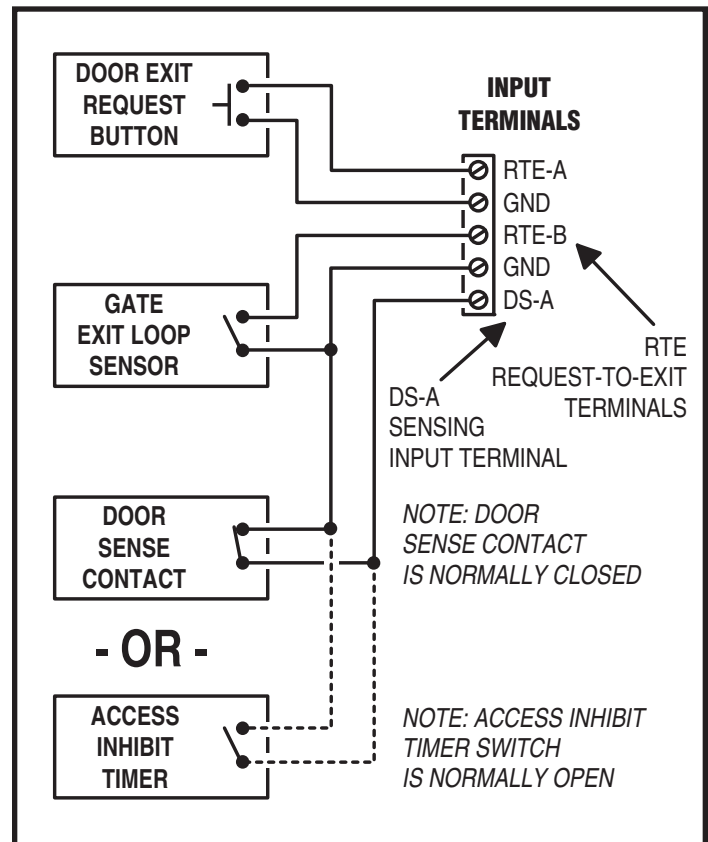 DOOR EXIT
REQUEST
BUTTON
INPUT
TERMINALS
RTE-A
GND
RTE-B
GND
DS-A
GATE
EXIT LOOP
SENSOR
RTE
REQUEST-TO-EXIT
TERMINALS
DS-A
SENSING
INPUT TERMINAL
DOOR
SENSE
CONTACT
NOTE: DOOR
SENSE CONTACT
IS NORMALLY CLOSED
- OR -
ACCESS
INHIBIT
TIMER
NOTE: ACCESS INHIBIT
TIMER SWITCH
IS NORMALLY OPEN